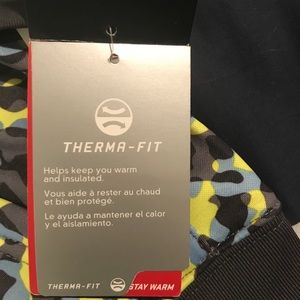 THERMA-FIT
Helps keep you warm
and insulated.
Vous aide à rester au chaud
et bien protégé.
Le ayuda a mantener el calor
y el aislamiento.
THERMA-FIT
STAY WARM